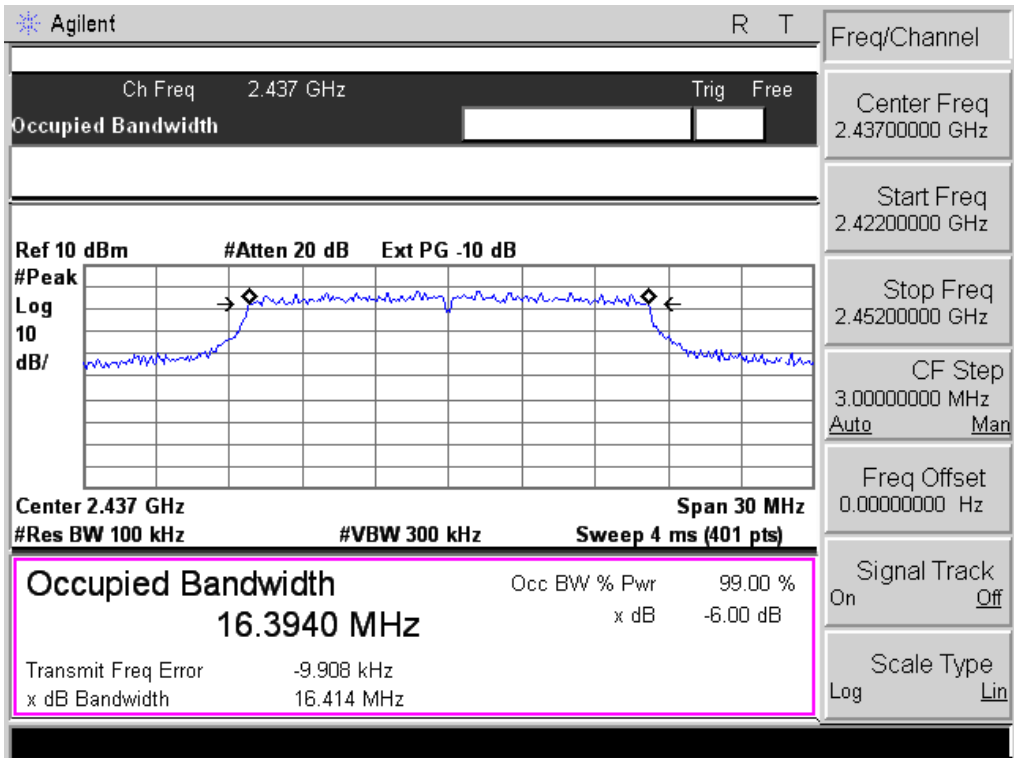 Agilent R T
Ch Freq 2.437 GHz Trig Free
Occupied Bandwidth
Ref 10 dBm #Atten 20 dB Ext PG -10 dB
#Peak
Log
10
dB/
Center 2.437 GHz Span 30 MHz
#Res BW 100 kHz #VBW 300 kHz Sweep 4 ms (401 pts)
Occupied Bandwidth Occ BW % Pwr 99.00 %
16.3940 MHz x dB -6.00 dB
Transmit Freq Error -9.908 kHz
x dB Bandwidth 16.414 MHz
Freq/Channel
Center Freq
2.43700000 GHz
Start Freq
2.42200000 GHz
Stop Freq
2.45200000 GHz
CF Step
3.00000000 MHz
Auto Man
Freq Offset
0.00000000 Hz
Signal Track
On Off
Scale Type
Log Lin